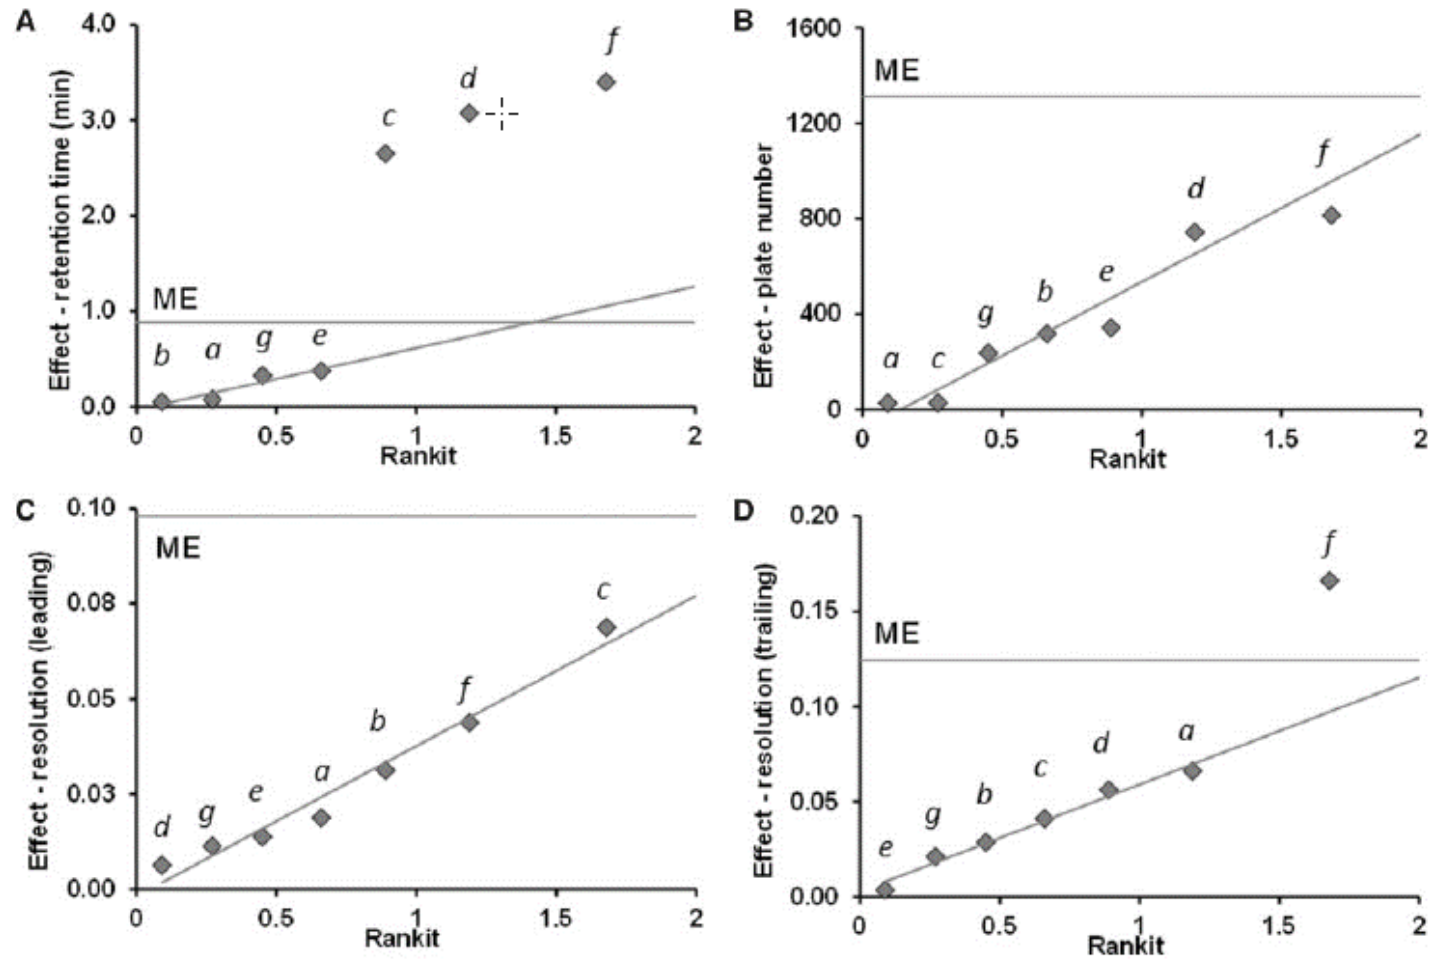 A
Effect - retention time (min)
4.0
3.0
2.0
1.0
0.0
ME
b
a
g
e
c
d
f
0
0.5
1
1.5
2
Rankit
B
Effect - plate number
1600
1200
800
400
0
ME
a
c
g
b
e
d
f
0
0.5
1
1.5
2
Rankit
C
Effect - resolution (leading)
0.10
0.08
0.05
0.03
0.00
ME
d
g
e
a
b
f
c
0
0.5
1
1.5
2
Rankit
D
Effect - resolution (trailing)
0.20
0.15
0.10
0.05
0.00
ME
e
g
b
c
d
a
f
0
0.5
1
1.5
2
Rankit